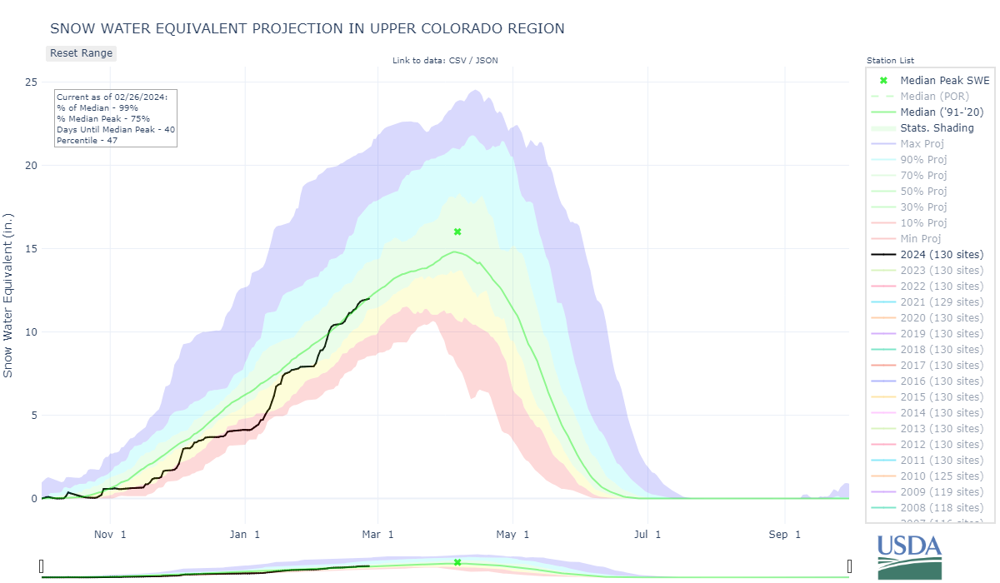 SNOW WATER EQUIVALENT PROJECTION IN UPPER COLORADO REGION
Reset Range
Link to data: CSV / JSON
Station List
Current as of 02/26/2024:
% of Median - 99%
% Median Peak - 75%
Days Until Median Peak - 40
Percentile - 47
Snow Water Equivalent (in.)
25
20
15
10
5
0
Nov 1
Jan 1
Mar 1
May 1
Jul 1
Sep 1
Median Peak SWE
Median (POR)
Median ('91-'20)
Stats. Shading
Max Proj
90% Proj
70% Proj
50% Proj
30% Proj
10% Proj
Min Proj
2024 (130 sites)
2023 (130 sites)
2022 (130 sites)
2021 (129 sites)
2020 (130 sites)
2019 (130 sites)
2018 (130 sites)
2017 (130 sites)
2016 (130 sites)
2015 (130 sites)
2014 (130 sites)
2013 (130 sites)
2012 (130 sites)
2011 (130 sites)
2010 (125 sites)
2009 (119 sites)
2008 (118 sites)
USDA